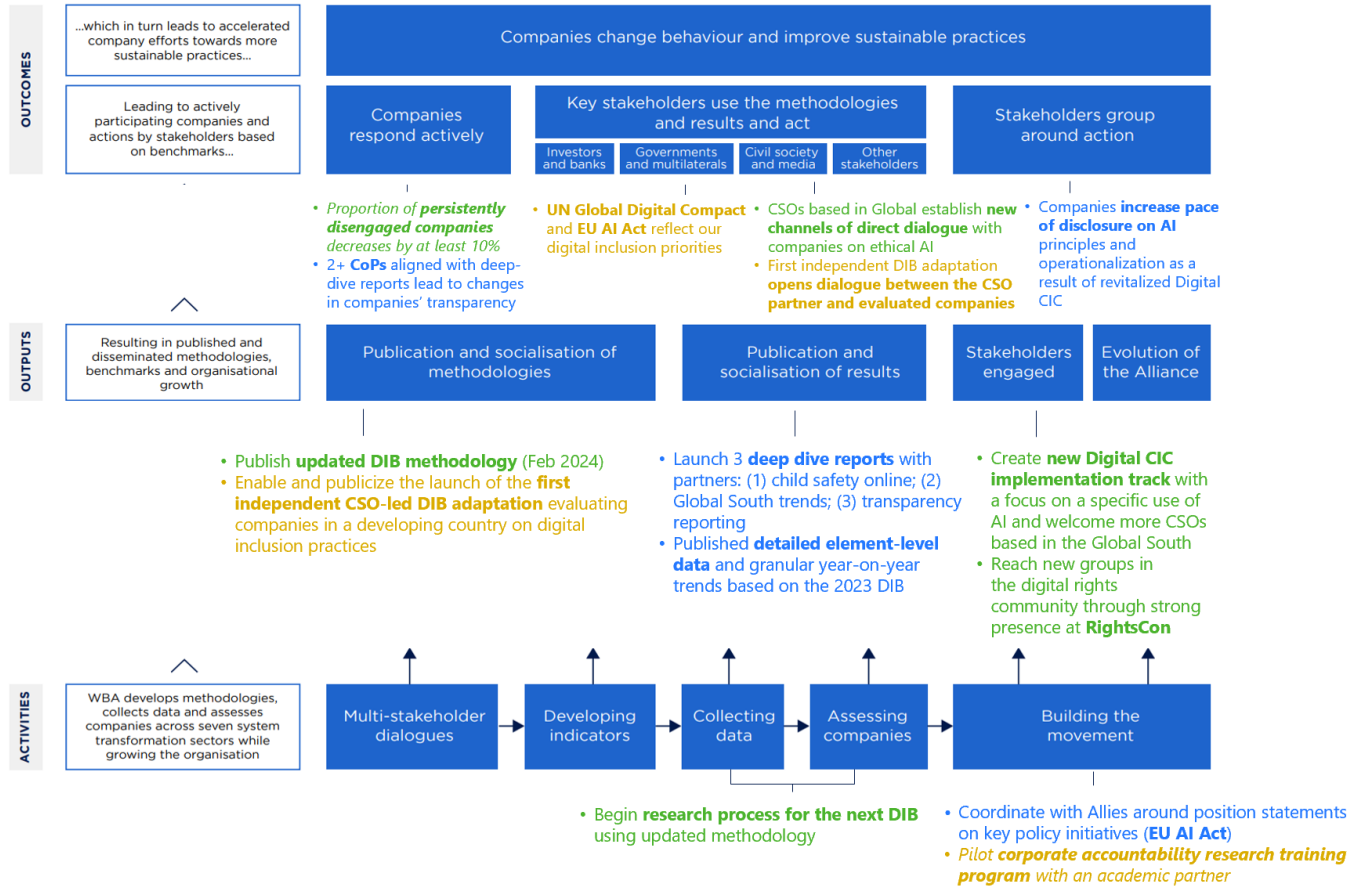 OUTCOMES
...which in turn leads to accelerated
company efforts towards more
sustainable practices...
Companies change behaviour and improve sustainable practices
Leading to actively
participating companies and
actions by stakeholders based
on benchmarks...
Companies
respond actively
Key stakeholders use the methodologies
and results and act
Investors
and banks
Governments
and multilaterals
Civil society
and media
Other
stakeholders
Stakeholders group
around action
• Proportion of persistently
disengaged companies
decreases by at least 10%
• 2+ CoPs aligned with deep-
dive reports lead to changes
in companies’ transparency
• UN Global Digital Compact
and EU AI Act reflect our
digital inclusion priorities
• CSOs based in Global establish new
channels of direct dialogue with
companies on ethical AI
• First independent DIB adaptation
opens dialogue between the CSO
partner and evaluated companies
• Companies increase pace
of disclosure on AI
principles and
operationalization as a
result of revitalized Digital
CIC
OUTPUTS
Resulting in published and
disseminated methodologies,
benchmarks and organisational
growth
Publication and socialisation of
methodologies
Publication and
socialisation of results
Stakeholders
engaged
Evolution of
the Alliance
• Publish updated DIB methodology (Feb 2024)
• Enable and publicize the launch of the first
independent CSO-led DIB adaptation evaluating
companies in a developing country on digital
inclusion practices
• Launch 3 deep dive reports with
partners: (1) child safety online; (2)
Global South trends; (3) transparency
reporting
• Published detailed element-level
data and granular year-on-year
trends based on the 2023 DIB
• Create new Digital CIC
implementation track with
a focus on a specific use of
AI and welcome more CSOs
based in the Global South
• Reach new groups in
the digital rights
community through strong
presence at RightsCon
ACTIVITIES
WBA develops methodologies,
collects data and assesses
companies across seven system
transformation sectors while
growing the organisation
Multi-stakeholder
dialogues
Developing
indicators
Collecting
data
Assessing
companies
Building the
movement
• Begin research process for the next DIB
using updated methodology
• Coordinate with Allies around position statements
on key policy initiatives (EU AI Act)
• Pilot corporate accountability research training
program with an academic partner